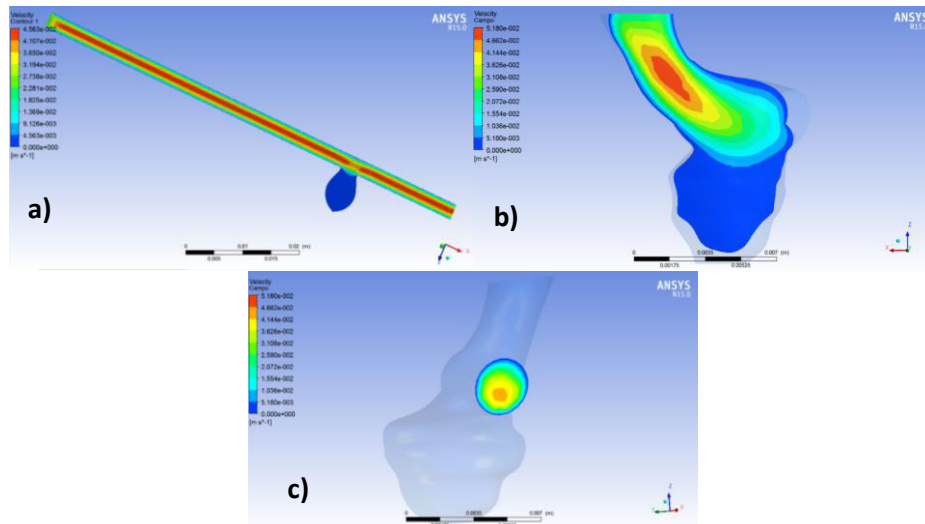 Velocity
Contour 1
4.563e-002
4.107e-002
3.650e-002
3.194e-002
2.738e-002
2.281e-002
1.825e-002
1.369e-002
9.126e-003
4.563e-003
0.000e+000
[m s^-1]
ANSYS
R15.0
a)
0
0.01
0.02 (m)
0.005
0.015
Velocity
Campo
5.180e-002
4.662e-002
4.144e-002
3.626e-002
3.108e-002
2.590e-002
2.072e-002
1.554e-002
1.036e-002
5.180e-003
0.000e+000
[m s^-1]
ANSYS
R15.0
b)
0
0.0035
0.007 (m)
0.00175
0.00525
Z
Velocity
Campo
5.180e-002
4.662e-002
4.144e-002
3.626e-002
3.108e-002
2.590e-002
2.072e-002
1.554e-002
1.036e-002
5.180e-003
0.000e+000
[m s^-1]
ANSYS
R15.0
c)
0
0.0035
0.007 (m)
Z